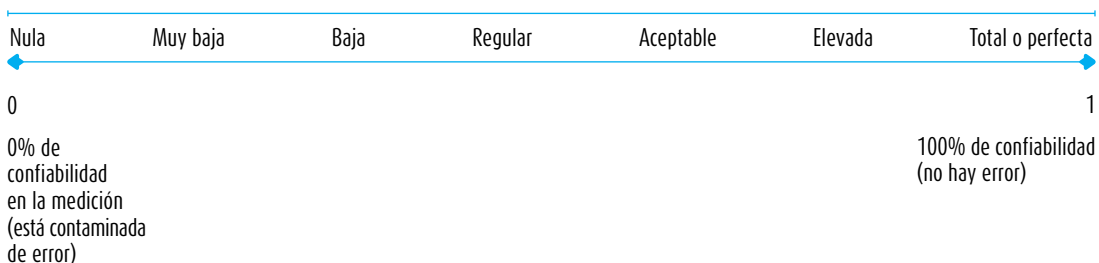 Nula Muy baja Baja Regular Aceptable Elevada Total o perfecta
0 1
0% de
confiabilidad
en la medición
(está contaminada
de error)
100% de confiabilidad
(no hay error)